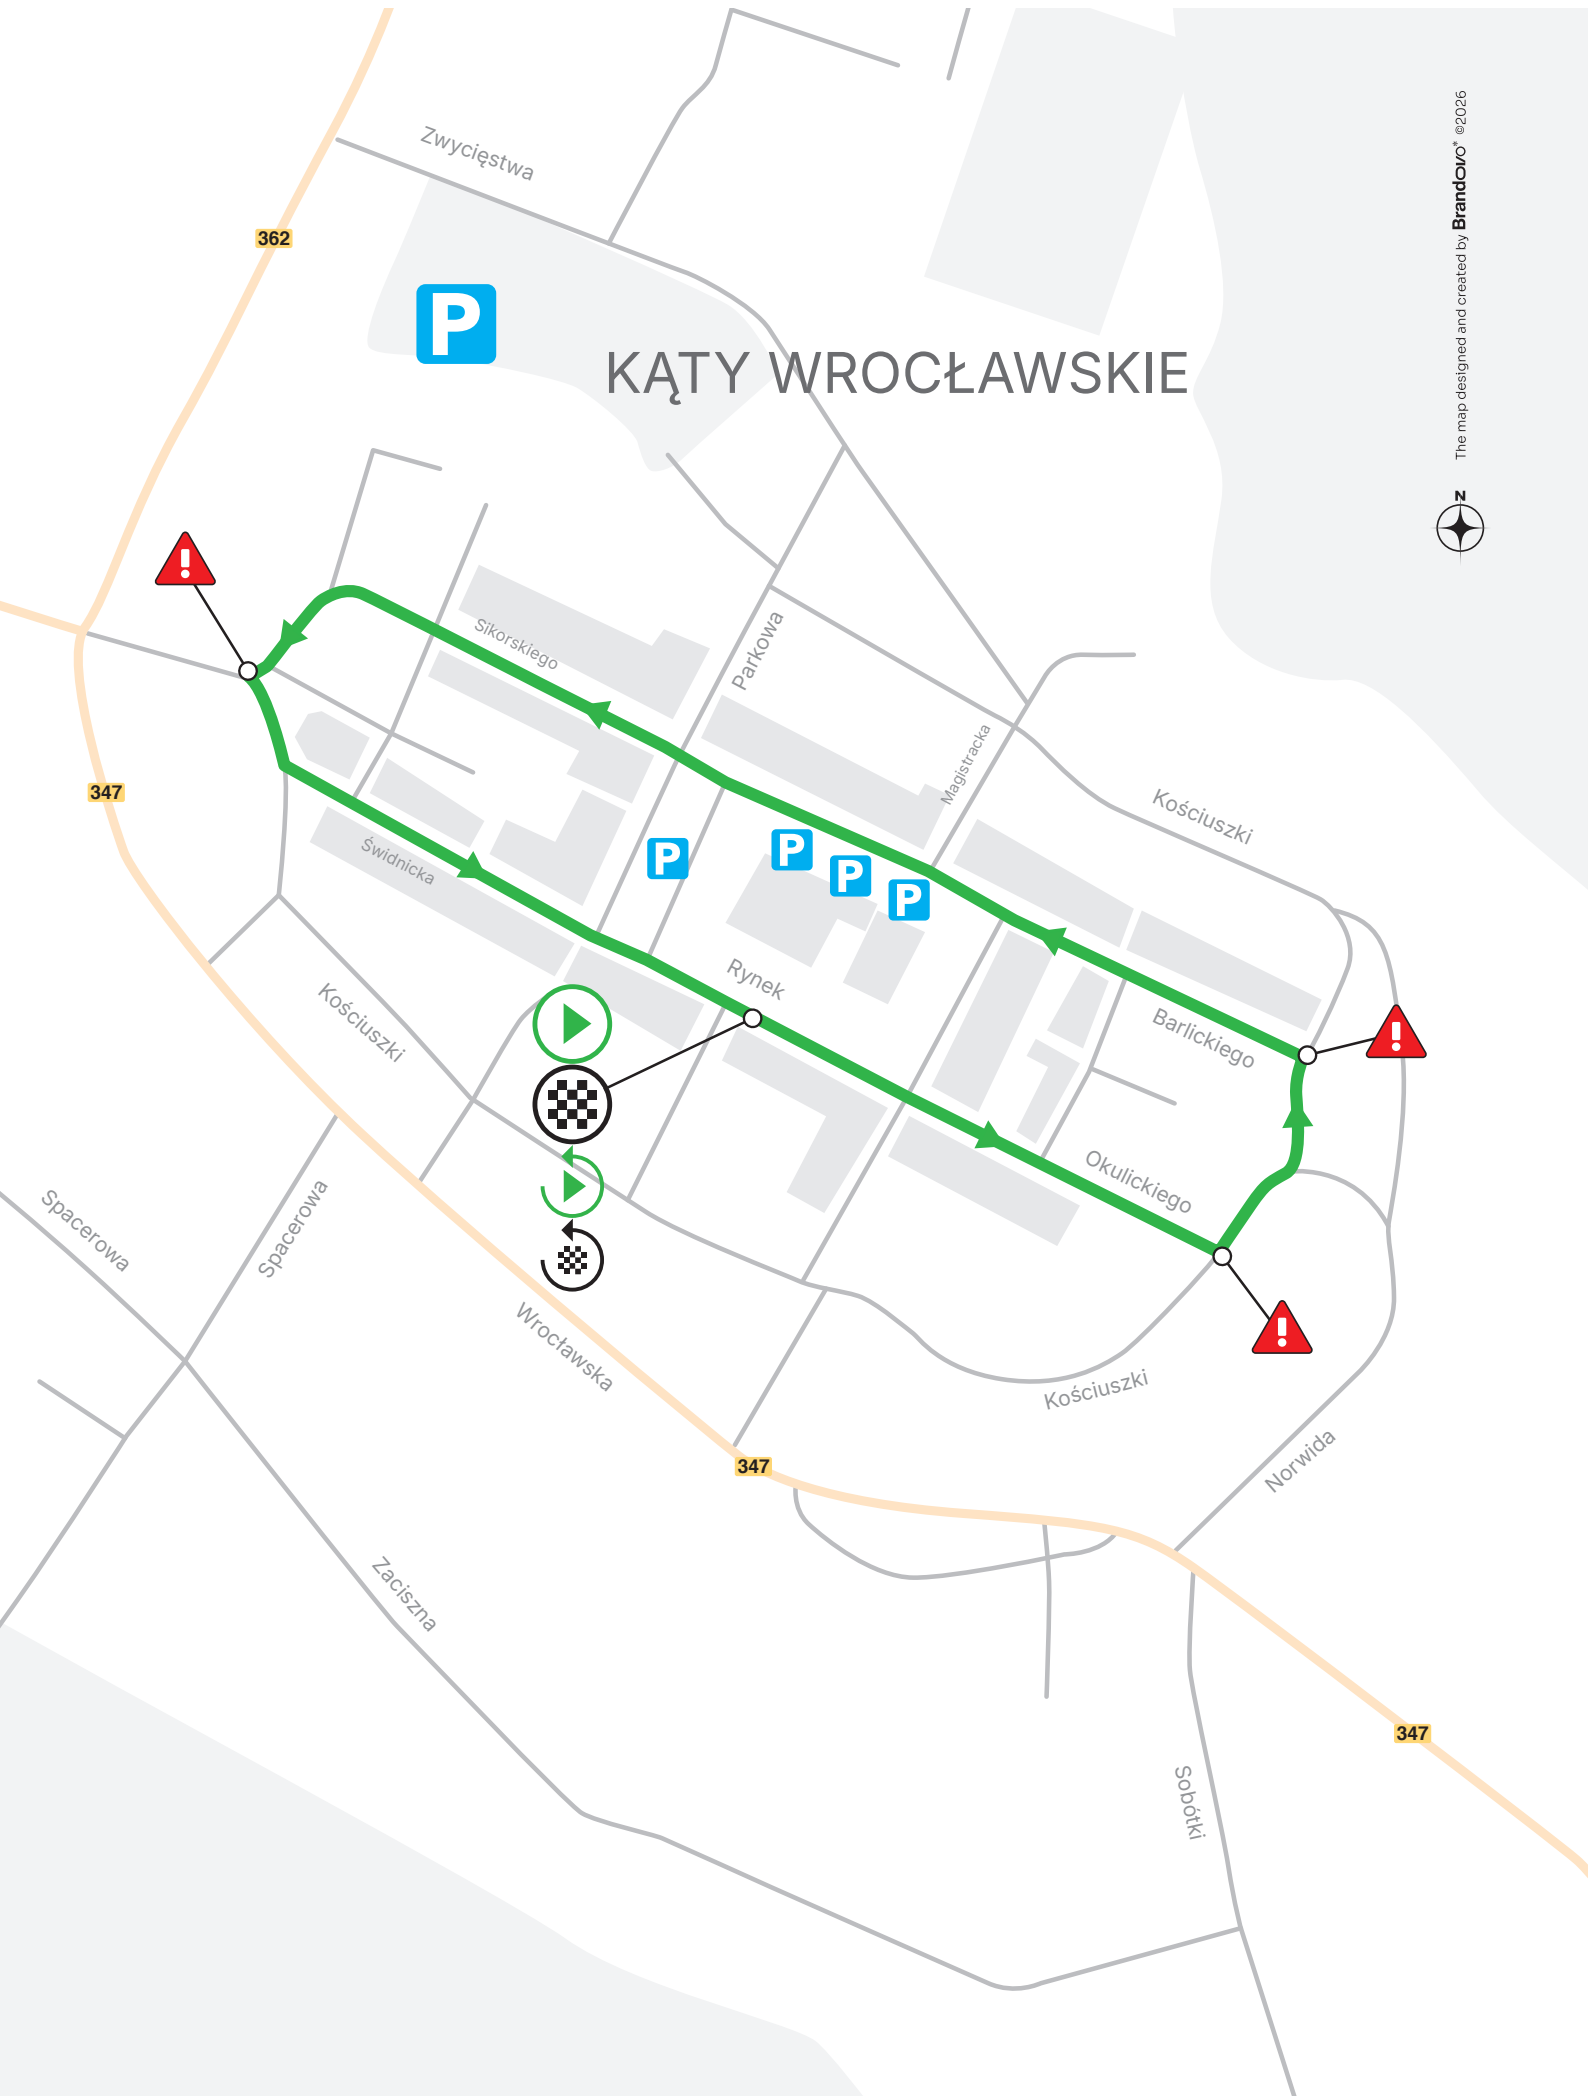 Zwycięstwa
The map designed and created by BrandOVO* ©2026
362
P
KĄTY WROCŁAWSKIE
N
Sikorskiego
Parkowa
Magistracka
347
Kościuszki
Świdnicka
P
P
P
P
Rynek
Kościuszki
Barlickiego
Okulickiego
Spacerowa
Spacerowa
Wrocławska
Kościuszki
347
Norwida
Zaciszna
347
Sobótki